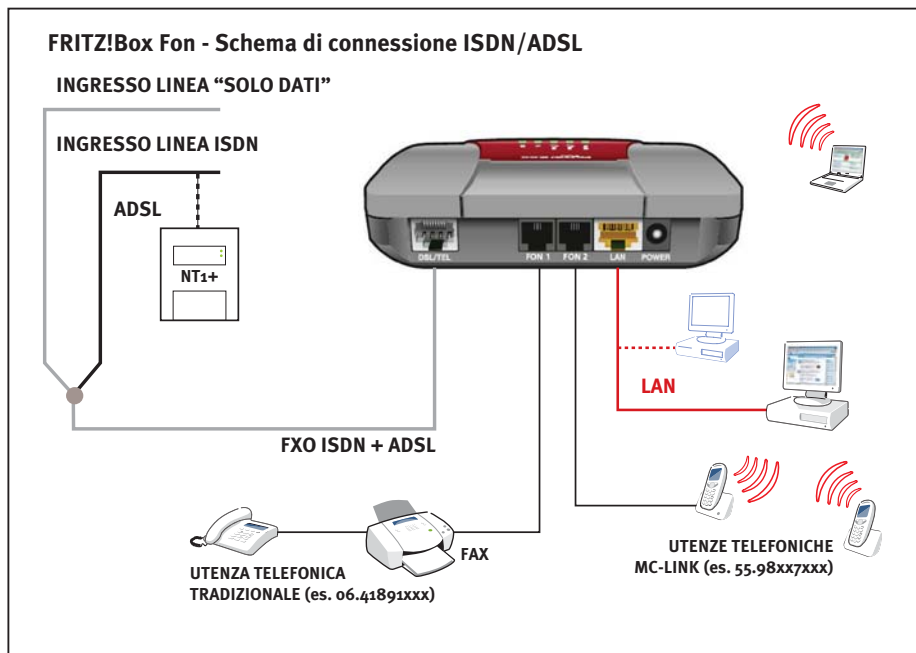 FRITZ!Box Fon - Schema di connessione ISDN/ADSL
INGRESSO LINEA “SOLO DATI”
INGRESSO LINEA ISDN
ADSL
NT1+
DSL/TEL
FON 1
FON 2
LAN
POWER
LAN
FXO ISDN + ADSL
FAX
UTENZA TELEFONICA
TRADIZIONALE (es. 06.41891xxx)
UTENZE TELEFONICHE
MC-LINK (es. 55.98xx7xxx)